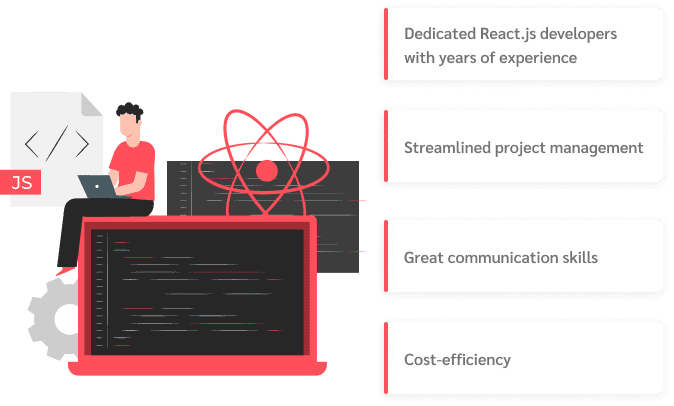 Dedicated React.js developers
with years of experience
Streamlined project management
</>
JS
Great communication skills
Cost-efficiency